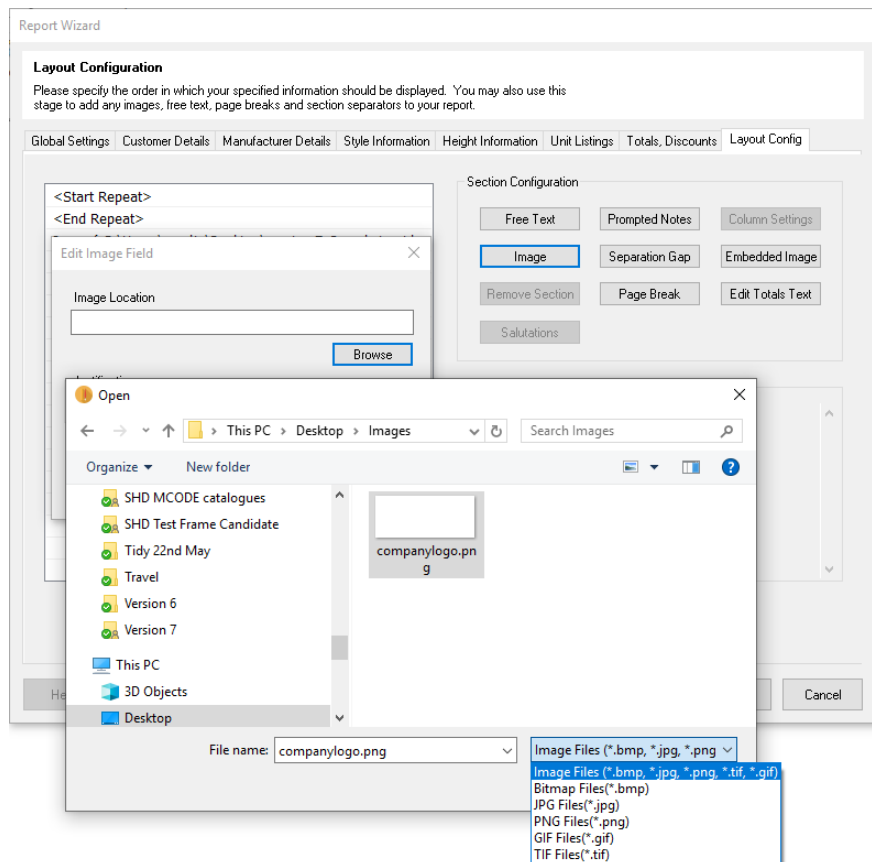 Report Wizard
Layout Configuration
Please specify the order in which your specified information should be displayed. You may also use this
stage to add any images, free text, page breaks and section separators to your report.
Global Settings Customer Details Manufacturer Details Style Information Height Information Unit Listings Totals, Discounts Layout Config
<Start Repeat>
<End Repeat>
Section Configuration
Free Text Prompted Notes Column Settings
Image Separation Gap Embedded Image
Remove Section Page Break Edit Totals Text
Salutations
Edit Image Field
Image Location
Browse
Open
This PC > Desktop > Images
Search Images
Organize
New folder
SHD MCODE catalogues
SHD Test Frame Candidate
Tidy 22nd May
Travel
Version 6
Version 7
This PC
3D Objects
Desktop
companylogo.pn
g
Cancel
File name: companylogo.png
Image Files (*.bmp, *.jpg, *.png
Image Files (*.bmp, *.jpg, *.png, *.tif, *.gif)
Bitmap Files(*.bmp)
JPG Files(*.jpg)
PNG Files(*.png)
GIF Files(*.gif)
TIF Files(*.tif)